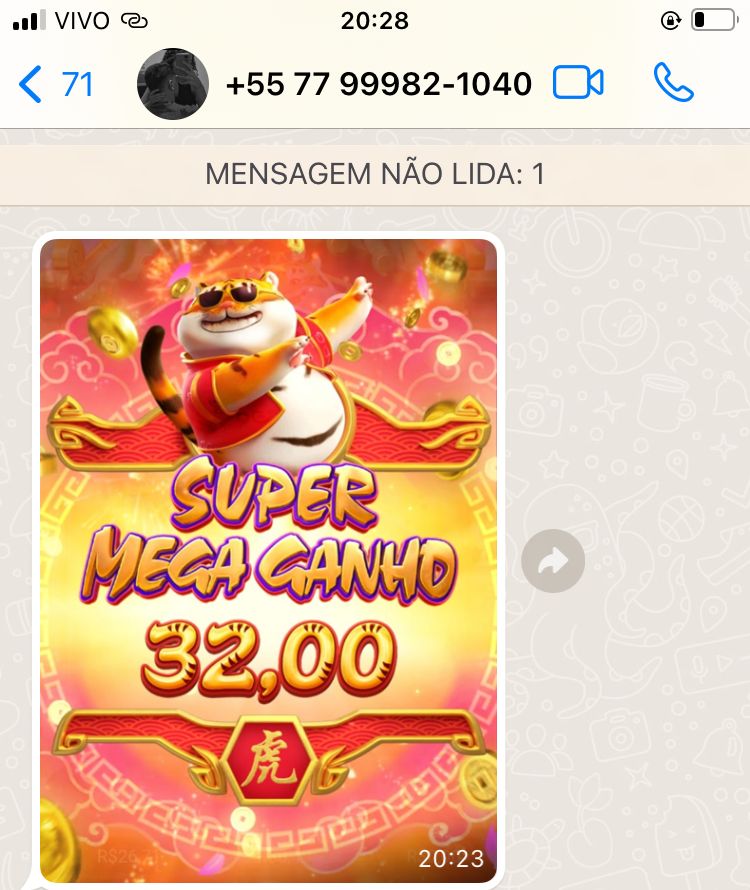 VIVO 20:28
71 +55 77 99982-1040
MENSAGEM NÃO LIDA: 1
SUPER
MEGA GANHO
32,00
虎
20:23